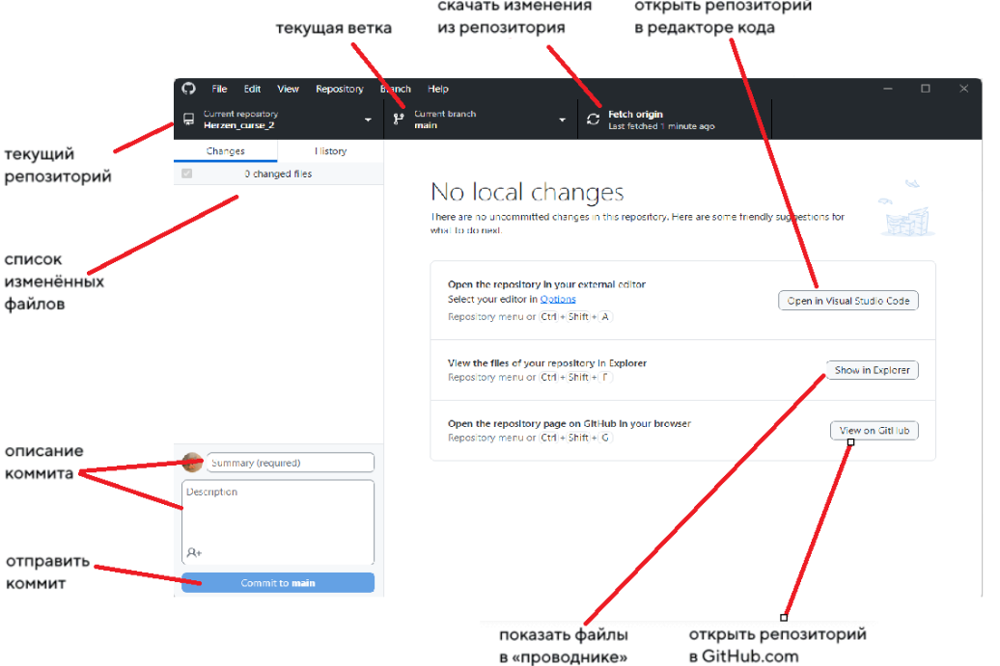 скачать изменения
из репозитория
открыть репозиторий
в редакторе кода
текущая ветка
File Edit View Repository Branch Help
Current repository
Herzen_curse_2
Current branch
main
Fetch origin
Last fetched 1 minute ago
текущий
репозиторий
Changes History
0 changed files
No local changes
There are no uncommitted changes in this repository. Here are some friendly suggestions for
what to do next.
список
изменённых
файлов
Open the repository in your external editor
Select your editor in Options
Repository menu or Ctrl + Shift + A
Open in Visual Studio Code
View the files of your repository in Explorer
Repository menu or Ctrl + Shift + F
Show in Explorer
Open the repository page on GitHub in your browser
Repository menu or Ctrl + Shift + G
View on GitHub
описание
коммита
Summary (required)
Description
отправить
коммит
Commit to main
показать файлы
в «проводнике»
открыть репозиторий
в GitHub.com